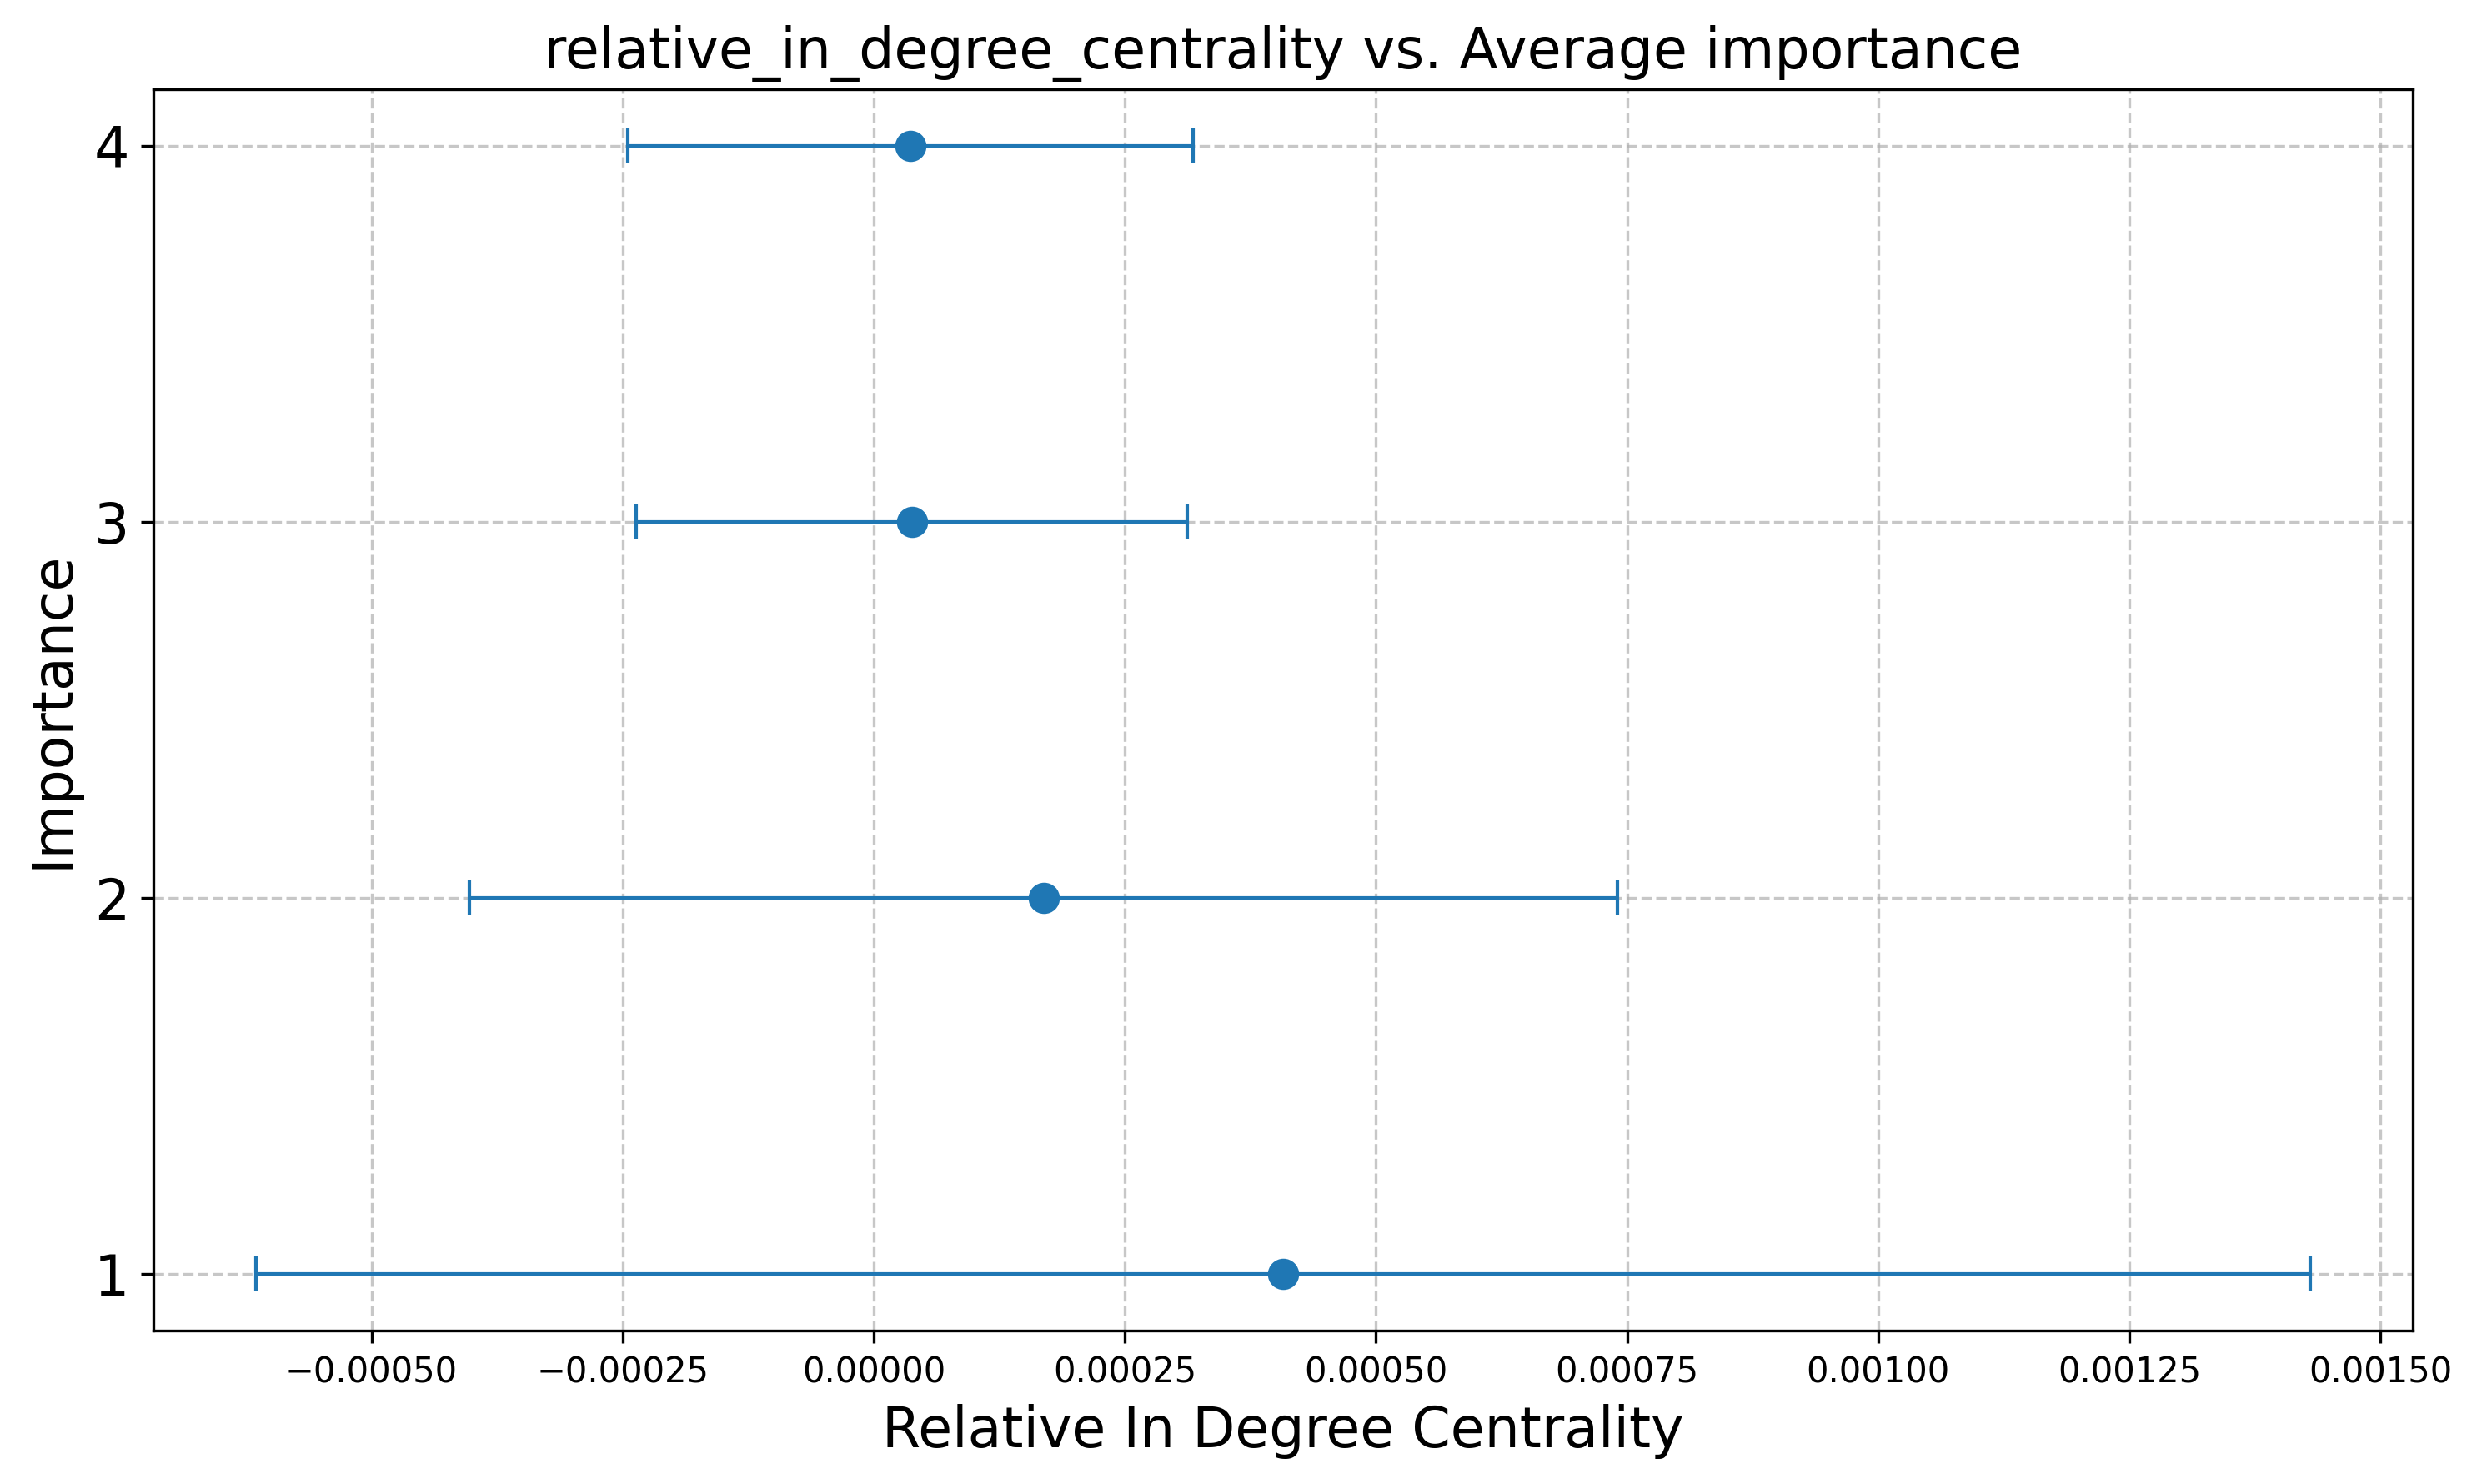 relative_in_degree_centrality vs. Average importance
4
3
2
1
Importance
−0.00050 −0.00025 0.00000 0.00025 0.00050 0.00075 0.00100 0.00125 0.00150
Relative In Degree Centrality